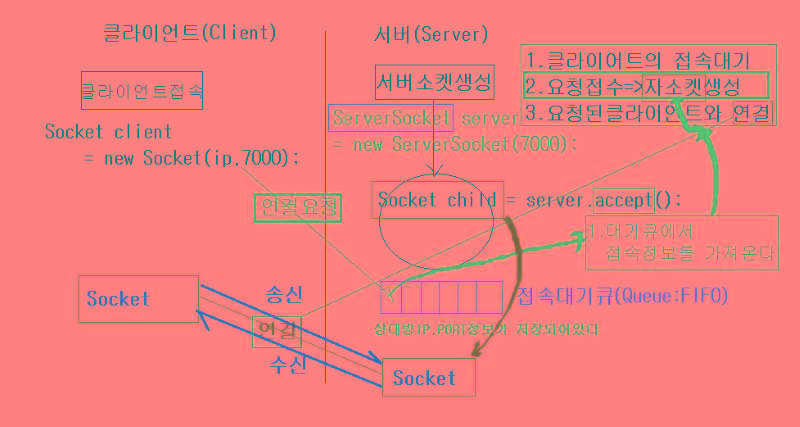 클라이언트(Client)
서버(Server)
클라이언트접속
Socket client
= new Socket(ip,7000);
서버소켓생성
ServerSocket server
= new ServerSocket(7000);
1.클라이어트의 접속대기
2.요청접수=>자소켓생성
3.요청된클라이언트와 연결
연결요청
Socket child = server.accept();
1.대기큐에서
접속정보를 가져온다
접속대기큐(Queue:FIFO)
상대방IP,PORT정보가 저장되어있다
Socket
송신
연결
수신
Socket